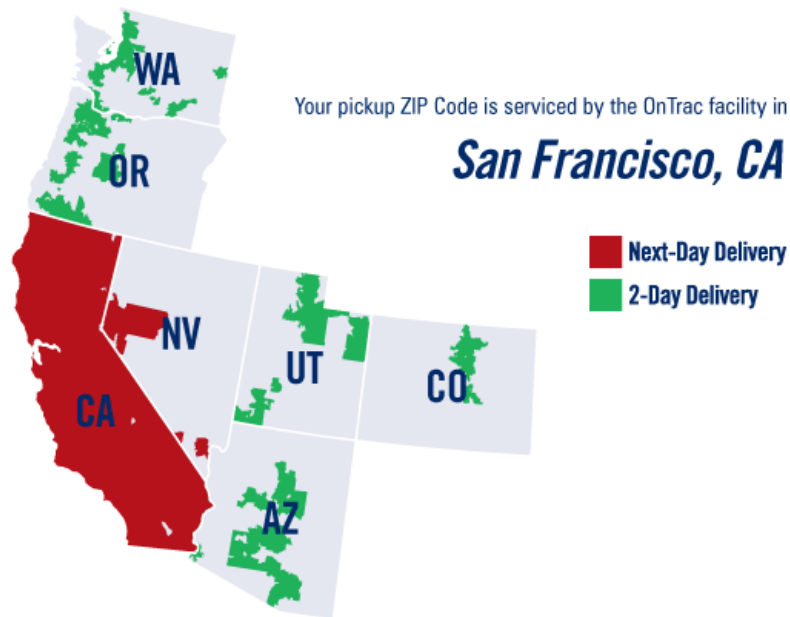 WA
Your pickup ZIP Code is serviced by the OnTrac facility in
San Francisco, CA
OR
Next-Day Delivery
2-Day Delivery
NV
UT
CO
CA
AZ